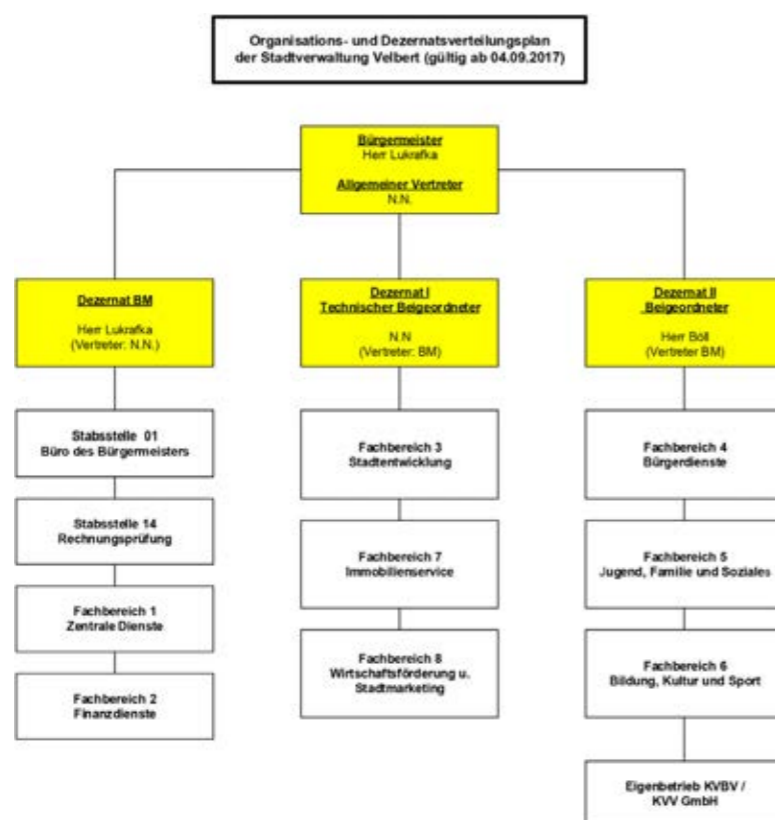 Organisations- und Dezernatsverteilungsplan
der Stadtverwaltung Velbert (gültig ab 04.09.2017)
Bürgermeister
Herr Lukrafka
Allgemeiner Vertreter
N.N.
Dezernat BM
Herr Lukrafka
(Vertreter: N.N.)
Stabsstelle 01
Büro des Bürgermeisters
Stabsstelle 14
Rechnungsprüfung
Fachbereich 1
Zentrale Dienste
Fachbereich 2
Finanzdienste
Dezernat I
Technischer Beigeordneter
N.N
(Vertreter: BM)
Fachbereich 3
Stadtentwicklung
Fachbereich 7
Immobilienservice
Fachbereich 8
Wirtschaftsförderung u.
Stadtmarketing
Dezernat II
Beigeordneter
Herr Böll
(Vertreter BM)
Fachbereich 4
Bürgerdienste
Fachbereich 5
Jugend, Familie und Soziales
Fachbereich 6
Bildung, Kultur und Sport
Eigenbetrieb KVBV /
KVV GmbH